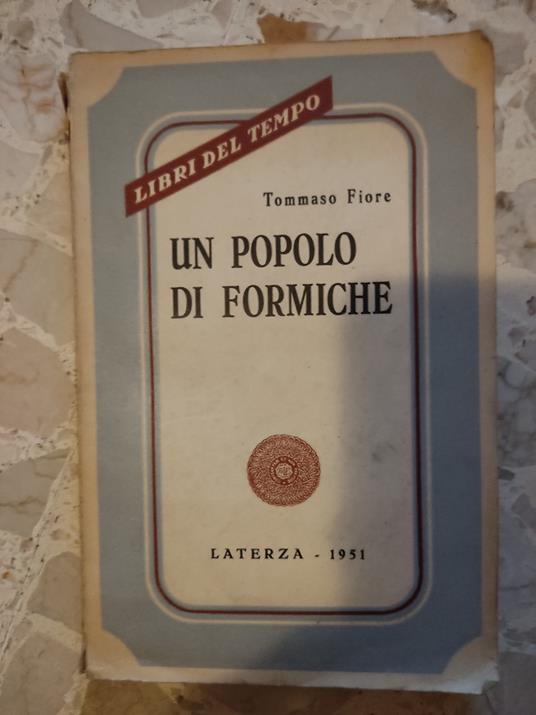 LIBRI DEL TEMPO
Tommaso Fiore
UN POPOLO
DI FORMICHE
LATERZA - 1951